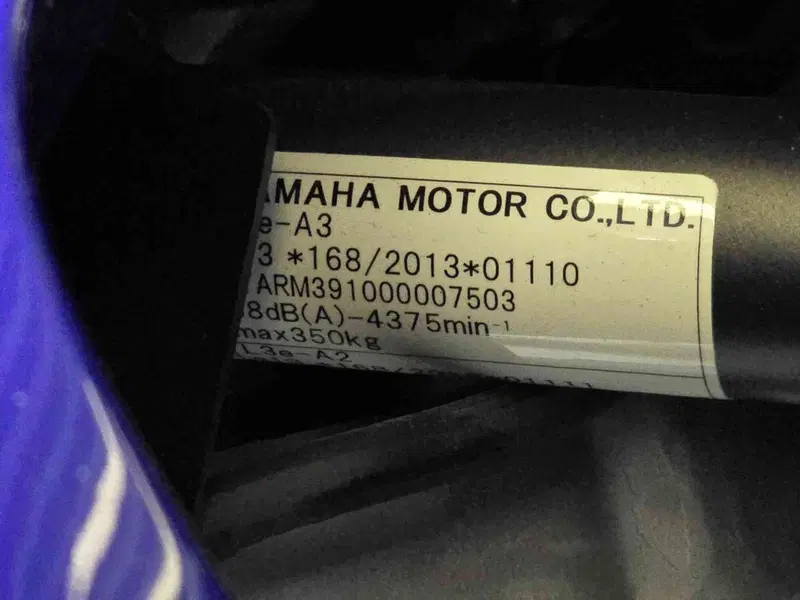 AMAHA MOTOR CO.,LTD.
e-A3
3 *168/2013*01110
ARM391000007503
8dB(A)-4375min⁻¹
max350kg
L3e-A2